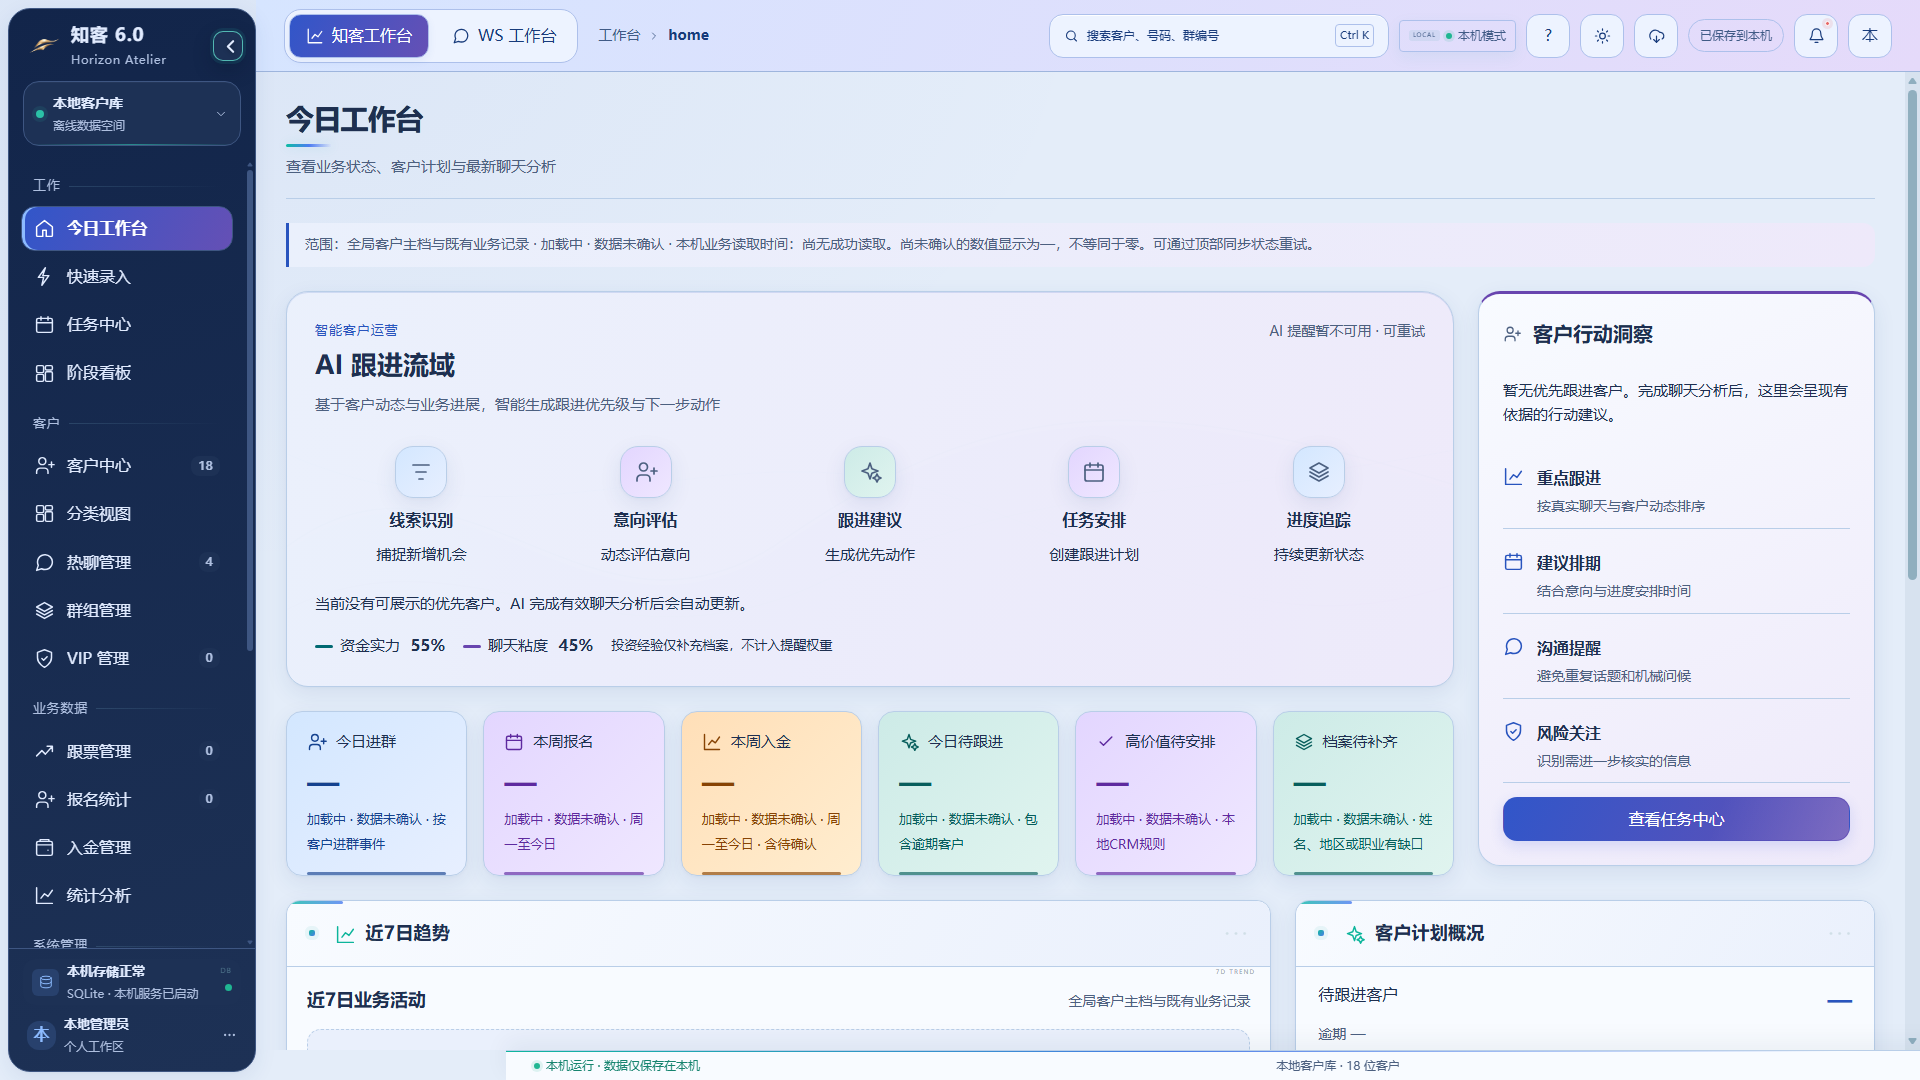 知客 6.0
Horizon Atelier
本地客户库
离线数据空间
工作
今日工作台
快速录入
任务中心
阶段看板
客户
客户中心 18
分类视图
热聊管理 4
群组管理
VIP 管理 0
业务数据
跟票管理 0
报名统计 0
入金管理
统计分析
系统管理
本机存储正常 DB
SQLite · 本机服务已启动
本 本地管理员
个人工作区
知客工作台 WS 工作台 工作台 › home
搜索客户、号码、群编号 Ctrl K
LOCAL 本机模式 ? 已保存到本机 本
今日工作台
查看业务状态、客户计划与最新聊天分析
范围：全局客户主档与既有业务记录 · 加载中 · 数据未确认 · 本机业务读取时间：尚无成功读取。尚未确认的数值显示为—，不等同于零。可通过顶部同步状态重试。
智能客户运营 AI 提醒暂不可用 · 可重试
AI 跟进流域
基于客户动态与业务进展，智能生成跟进优先级与下一步动作
线索识别
捕捉新增机会
意向评估
动态评估意向
跟进建议
生成优先动作
任务安排
创建跟进计划
进度追踪
持续更新状态
当前没有可展示的优先客户。AI 完成有效聊天分析后会自动更新。
资金实力 55% 聊天粘度 45% 投资经验仅补充档案，不计入提醒权重
客户行动洞察
暂无优先跟进客户。完成聊天分析后，这里会呈现有
依据的行动建议。
重点跟进
按真实聊天与客户动态排序
建议排期
结合意向与进度安排时间
沟通提醒
避免重复话题和机械问候
风险关注
识别需进一步核实的信息
查看任务中心
今日进群
—
加载中 · 数据未确认 · 按
客户进群事件
本周报名
—
加载中 · 数据未确认 · 周
一至今日
本周入金
—
加载中 · 数据未确认 · 周
一至今日 · 含待确认
今日待跟进
—
加载中 · 数据未确认 · 包
含逾期客户
高价值待安排
—
加载中 · 数据未确认 · 本
地CRM规则
档案待补齐
—
加载中 · 数据未确认 · 姓
名、地区或职业有缺口
近7日趋势
7D TREND
近7日业务活动 全局客户主档与既有业务记录
客户计划概况
待跟进客户 —
逾期 —
本机运行 · 数据仅保存在本机 本地客户库 · 18 位客户